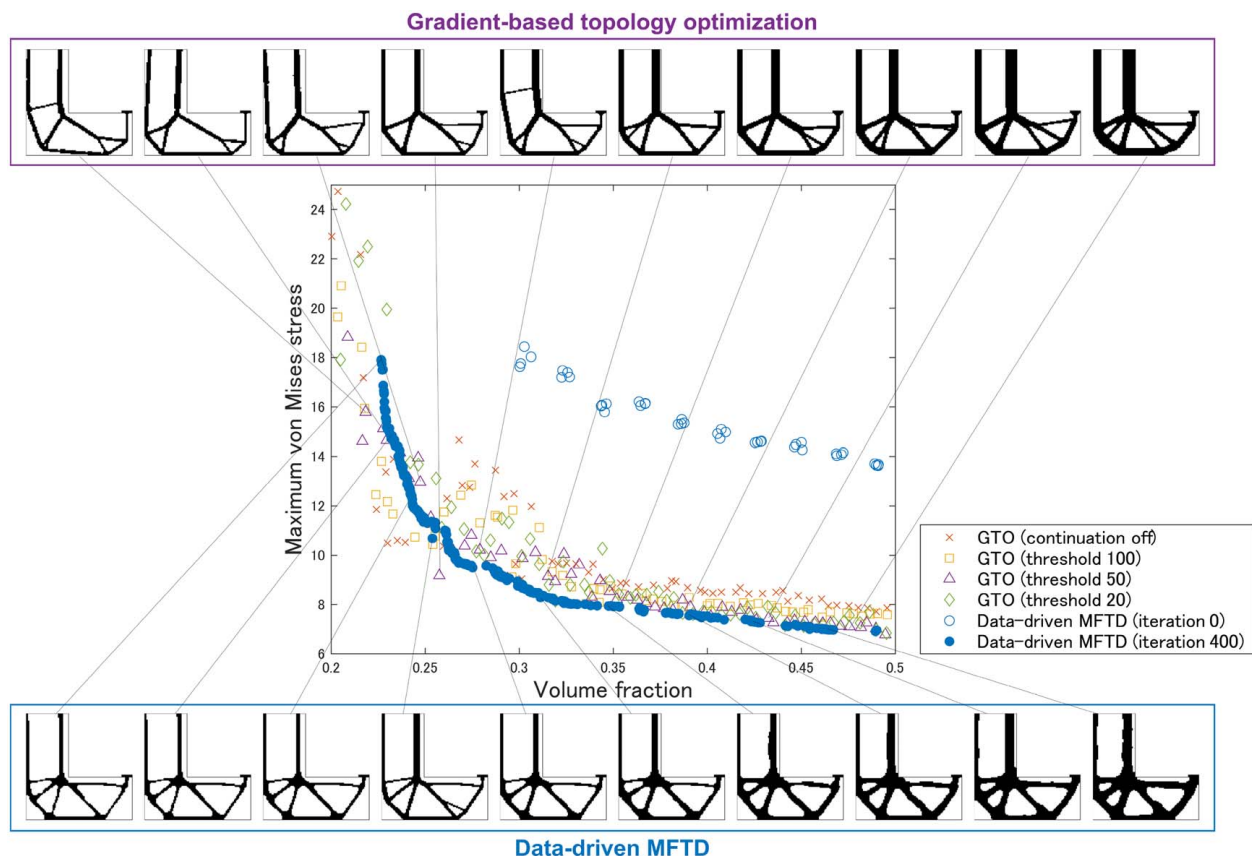 Gradient-based topology optimization
24
22
20
18
16
14
12
10
8
6
Maximum von Mises stress
0.2 0.25 0.3 0.35 0.4 0.45 0.5
Volume fraction
GTO (continuation off)
GTO (threshold 100)
GTO (threshold 50)
GTO (threshold 20)
Data-driven MFTD (iteration 0)
Data-driven MFTD (iteration 400)
Data-driven MFTD